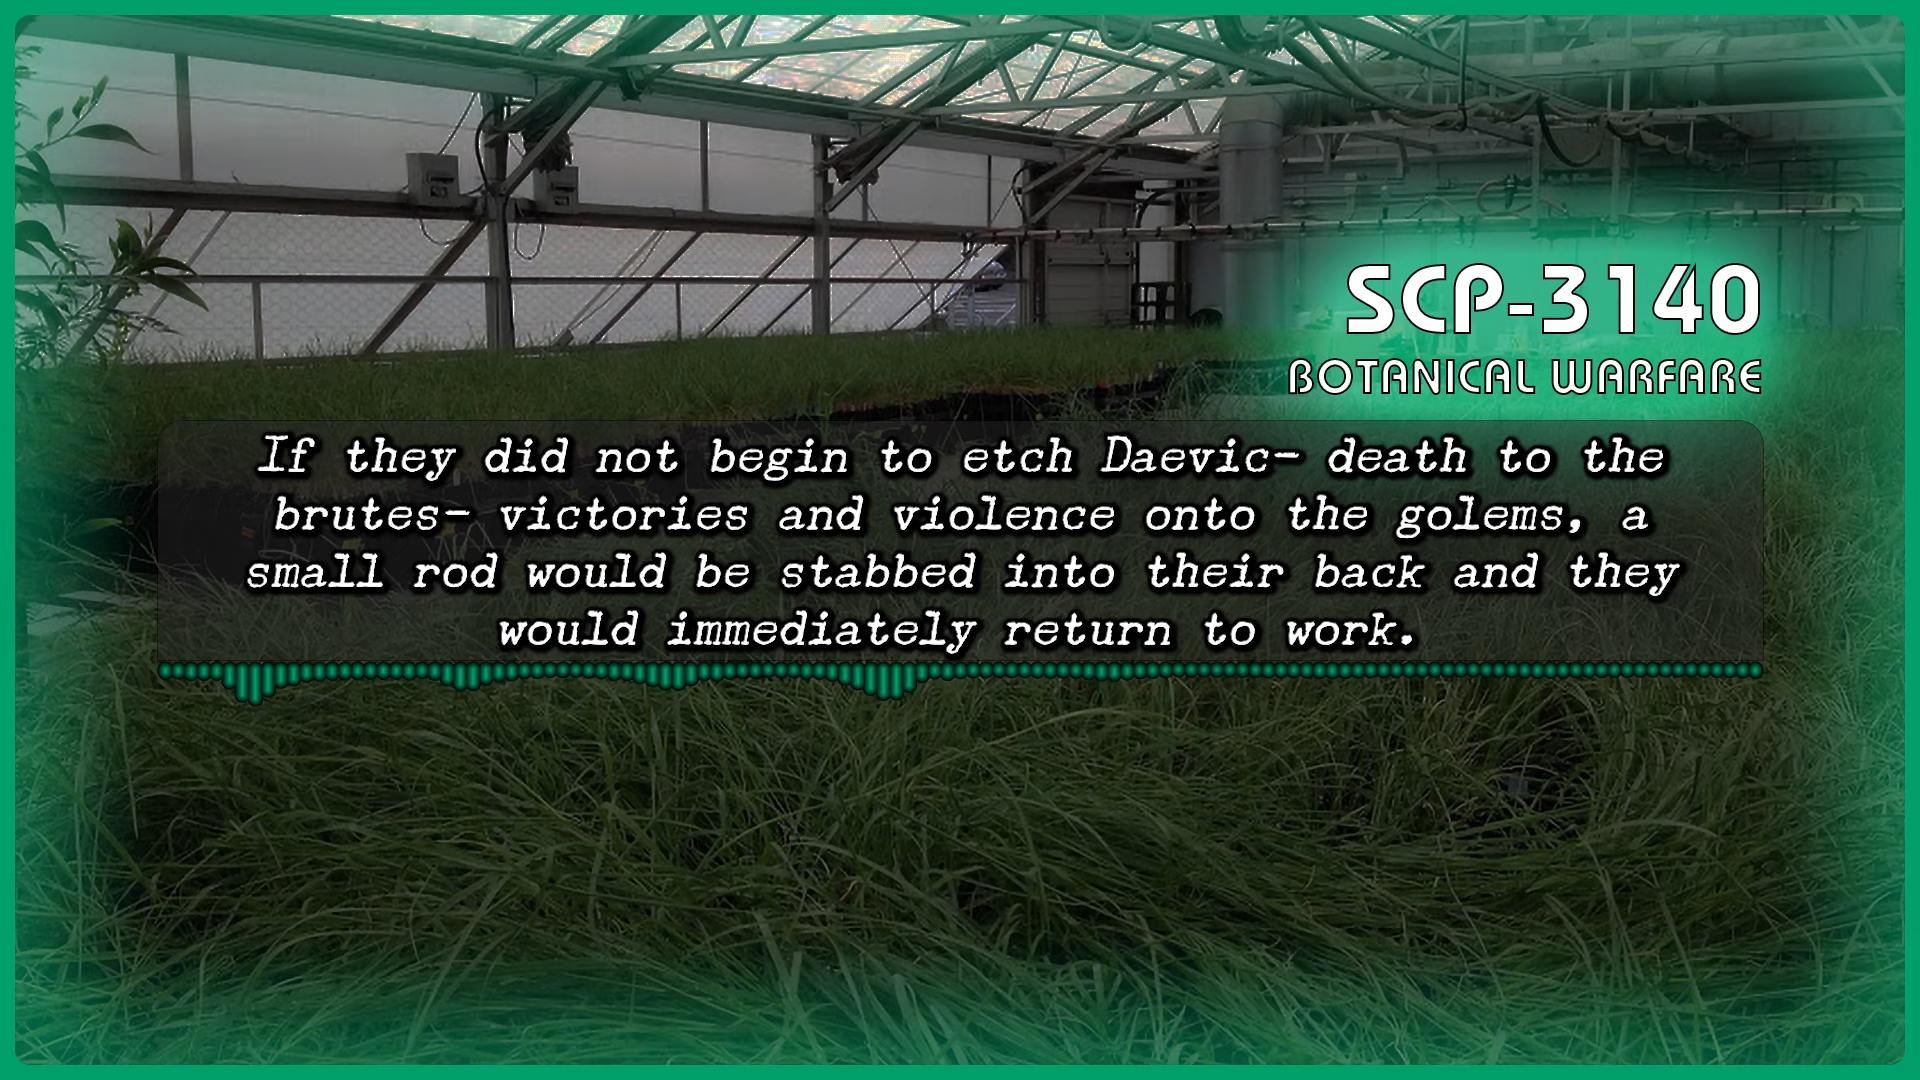 SCP-3140
BOTANICAL WARFARE
If they did not begin to etch Daevic- death to the
brutes- victories and violence onto the golems, a
small rod would be stabbed into their back and they
would immediately return to work.